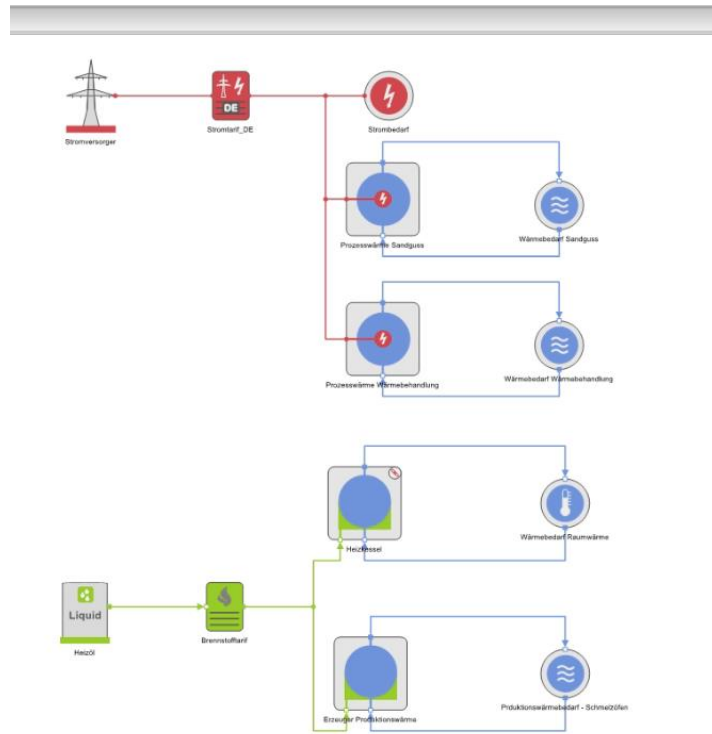 DE
Stromversorger
Stromtarif_DE
Strombedarf
Prozesswärme Sandguss
Wärmebedarf Sandguss
Prozesswärme Wärmebehandlung
Wärmebedarf Wärmebehandlung
Heizkessel
Wärmebedarf Raumwärme
Liquid
Heizöl
Brennstofftarif
Erzeuger Produktionswärme
Prduktionswärmebedarf - Schmelzöfen